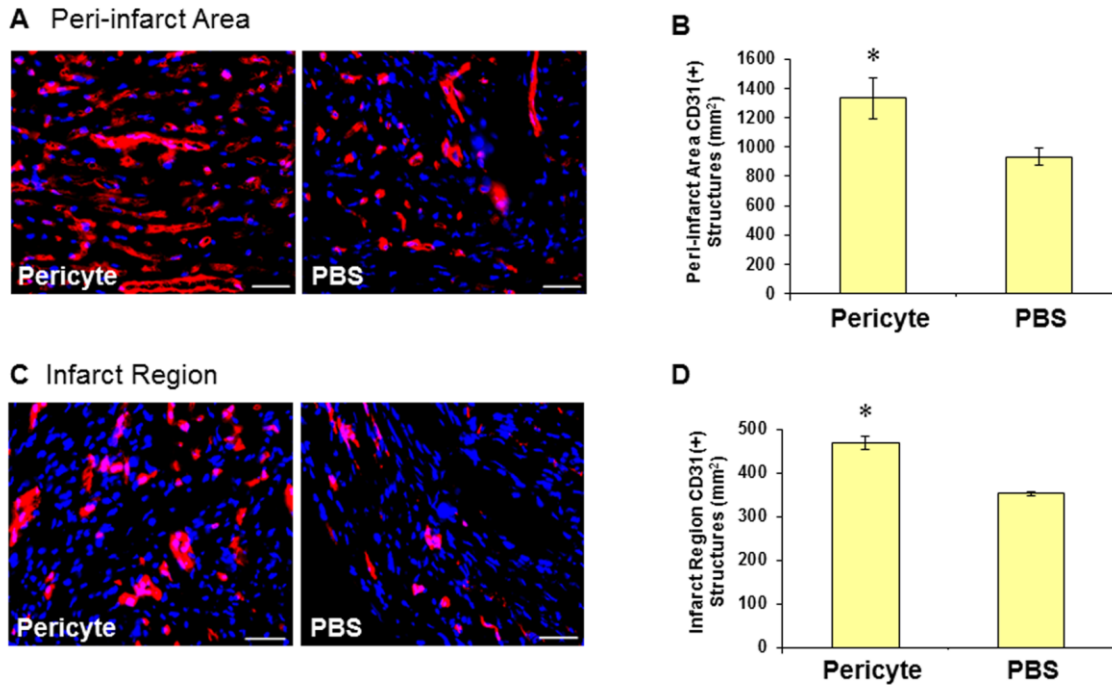 A Peri-infarct Area
Pericyte
PBS
B
Peri-Infarct Area CD31(+)
Structures (mm²)
1600
1400
1200
1000
800
600
400
200
0
*
Pericyte
PBS
C Infarct Region
Pericyte
PBS
D
Infarct Region CD31(+)
Structures (mm²)
500
400
300
200
100
0
*
Pericyte
PBS